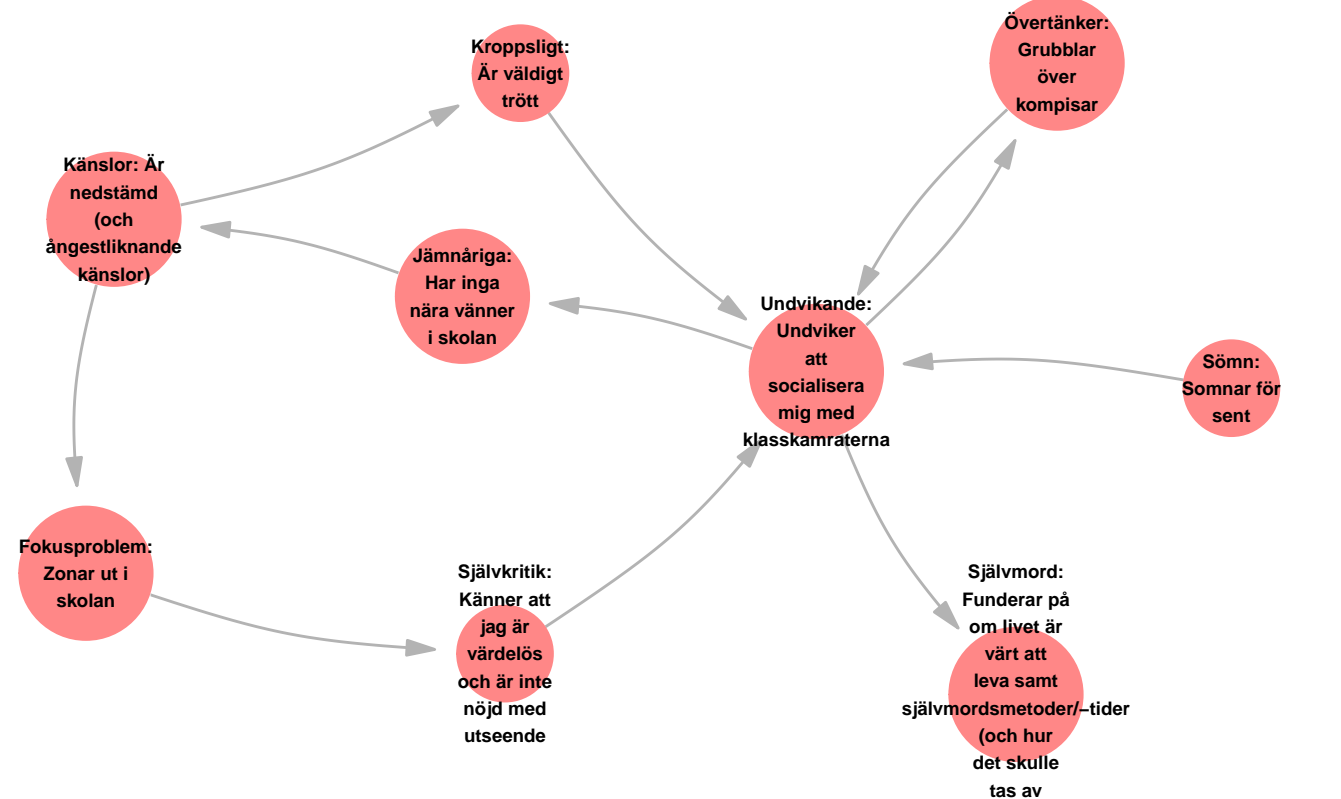 Övertänker:
Grubblar
över
kompisar
Kroppsligt:
Är väldigt
trött
Känslor: Är
nedstämd
(och
ångestliknande
känslor)
Jämnåriga:
Har inga
nära vänner
i skolan
Undvikande:
Undviker
att
socialisera
mig med
klasskamraterna
Sömn:
Somnar för
sent
Fokusproblem:
Zonar ut i
skolan
Självkritik:
Känner att
jag är
värdelös
och är inte
nöjd med
utseende
Självmord:
Funderar på
om livet är
värt att
leva samt
självmordsmetoder/–tider
(och hur
det skulle
tas av